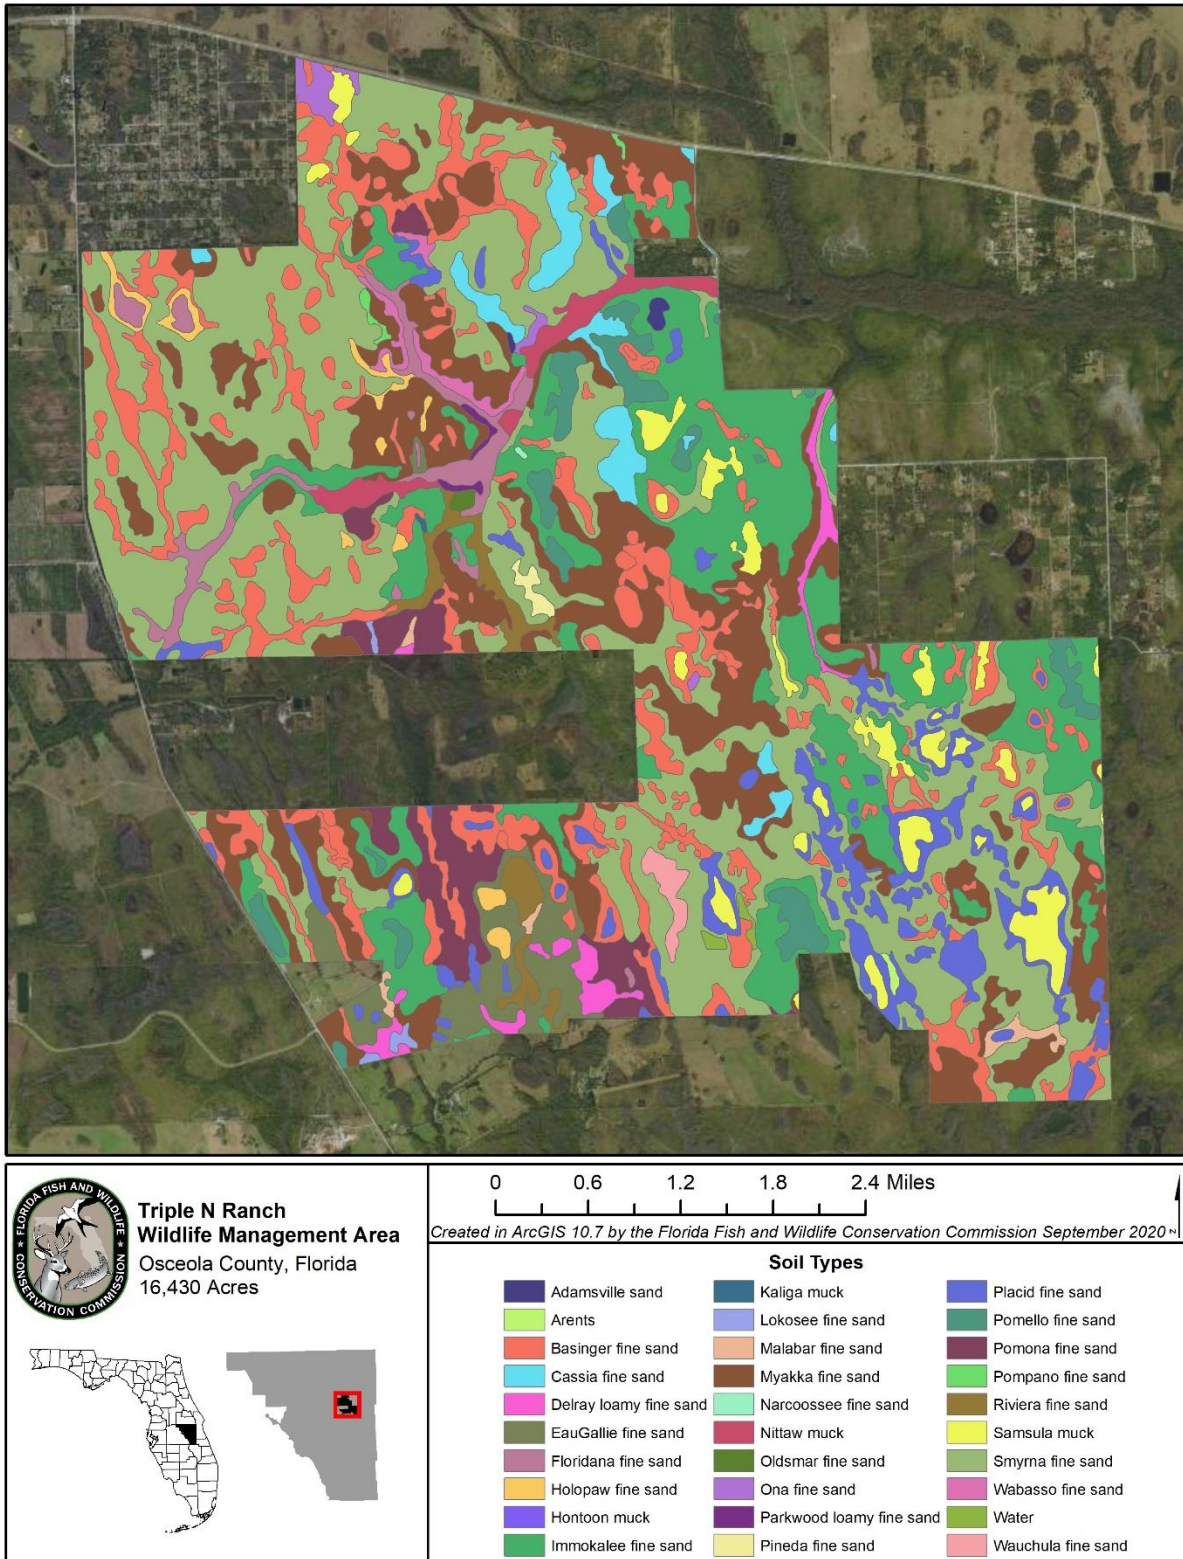 FLORIDA FISH AND WILDLIFE
CONSERVATION COMMISSION
Triple N Ranch
Wildlife Management Area
Osceola County, Florida
16,430 Acres
0 0.6 1.2 1.8 2.4 Miles
Created in ArcGIS 10.7 by the Florida Fish and Wildlife Conservation Commission September 2020
N
Soil Types
Adamsville sand
Arents
Basinger fine sand
Cassia fine sand
Delray loamy fine sand
EauGallie fine sand
Floridana fine sand
Holopaw fine sand
Hontoon muck
Immokalee fine sand
Kaliga muck
Lokosee fine sand
Malabar fine sand
Myakka fine sand
Narcoossee fine sand
Nittaw muck
Oldsmar fine sand
Ona fine sand
Parkwood loamy fine sand
Pineda fine sand
Placid fine sand
Pomello fine sand
Pomona fine sand
Pompano fine sand
Riviera fine sand
Samsula muck
Smyrna fine sand
Wabasso fine sand
Water
Wauchula fine sand